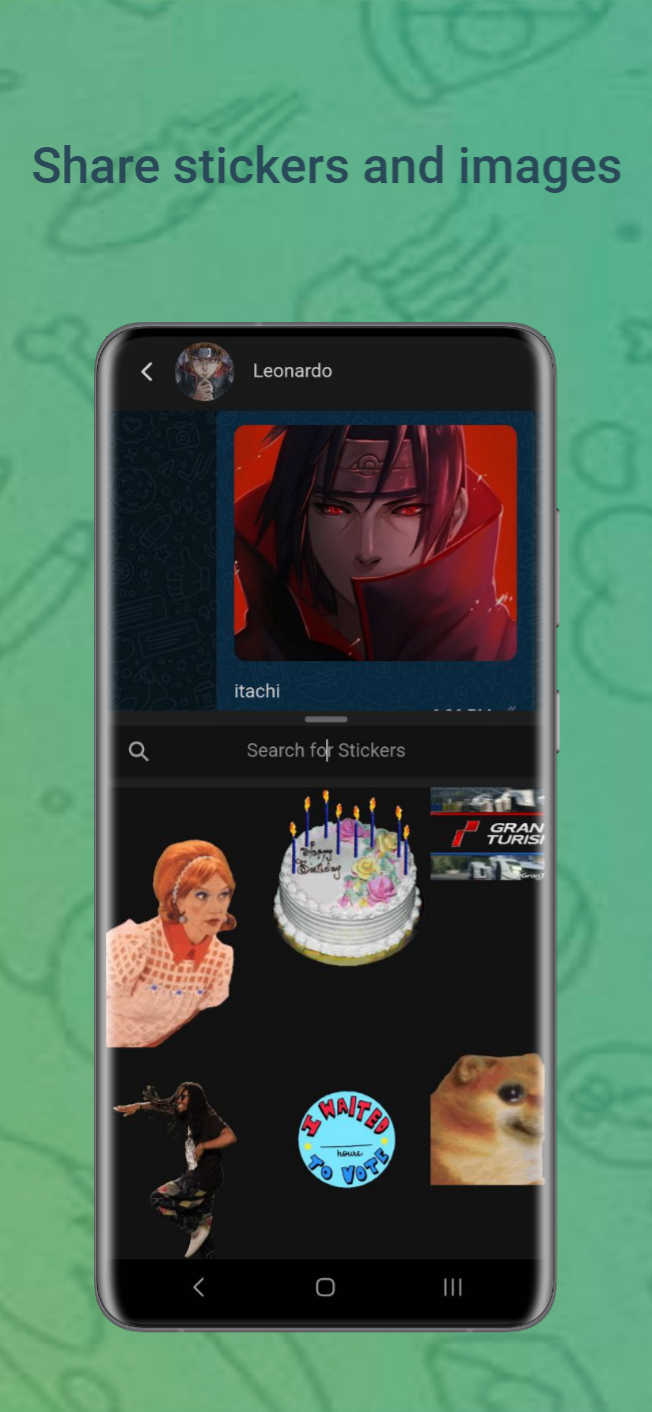 Share stickers and images
Leonardo
itachi
Search for Stickers
Happy
Birthday
GRAN
TURIS
I WAITED
hours
TO VOTE